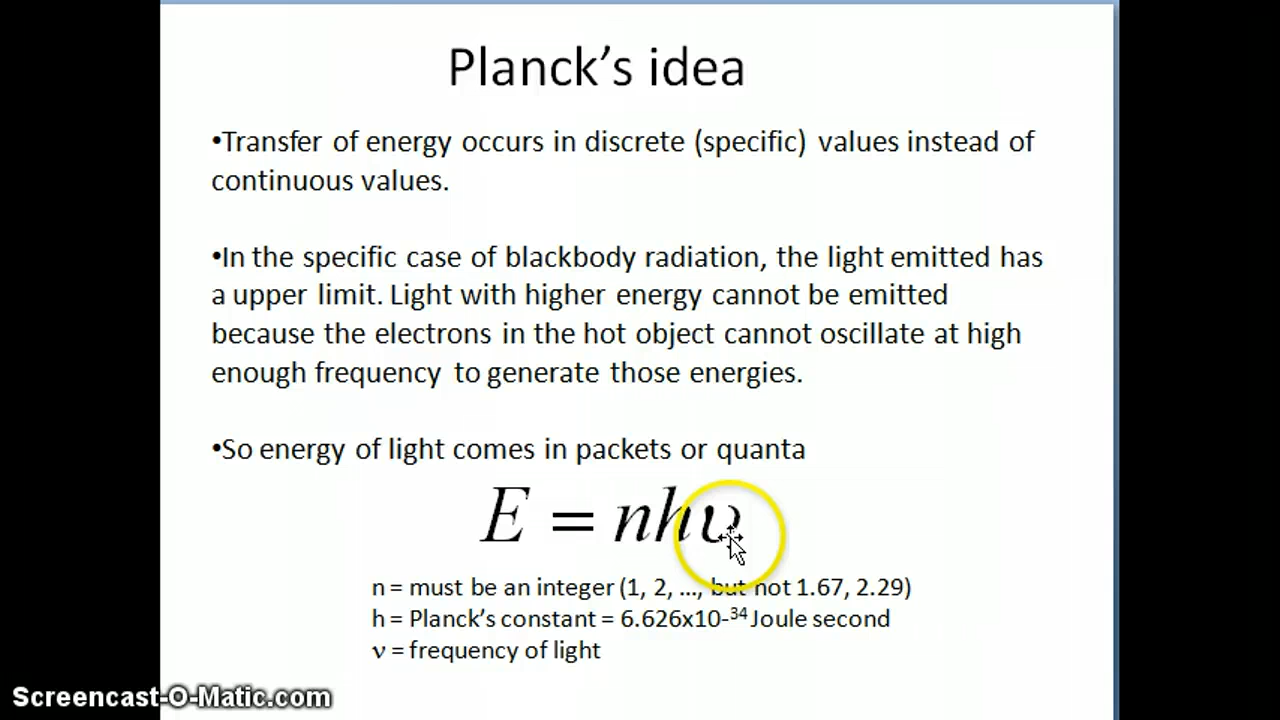 Planck’s idea
•Transfer of energy occurs in discrete (specific) values instead of
continuous values.
•In the specific case of blackbody radiation, the light emitted has
a upper limit. Light with higher energy cannot be emitted
because the electrons in the hot object cannot oscillate at high
enough frequency to generate those energies.
•So energy of light comes in packets or quanta
E = nhυ
n = must be an integer (1, 2, ..., but not 1.67, 2.29)
h = Planck’s constant = 6.626x10-³⁴ Joule second
ν = frequency of light
Screencast-O-Matic.com